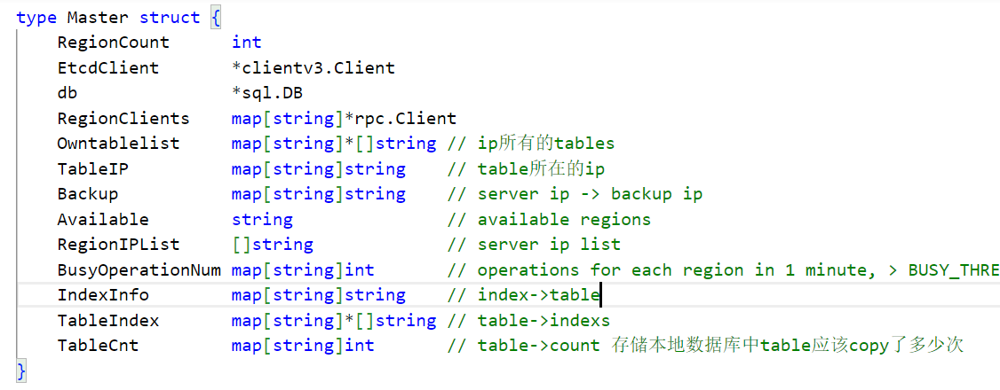 type Master struct {
RegionCount int
EtcdClient *clientv3.Client
db *sql.DB
RegionClients map[string]*rpc.Client
Owntablelist map[string]*[]string // ip所有的tables
TableIP map[string]string // table所在的ip
Backup map[string]string // server ip -> backup ip
Available string // available regions
RegionIPList []string // server ip list
BusyOperationNum map[string]int // operations for each region in 1 minute, > BUSY_THRE
IndexInfo map[string]string // index->table
TableIndex map[string]*[]string // table->indexs
TableCnt map[string]int // table->count 存储本地数据库中table应该copy了多少次
}